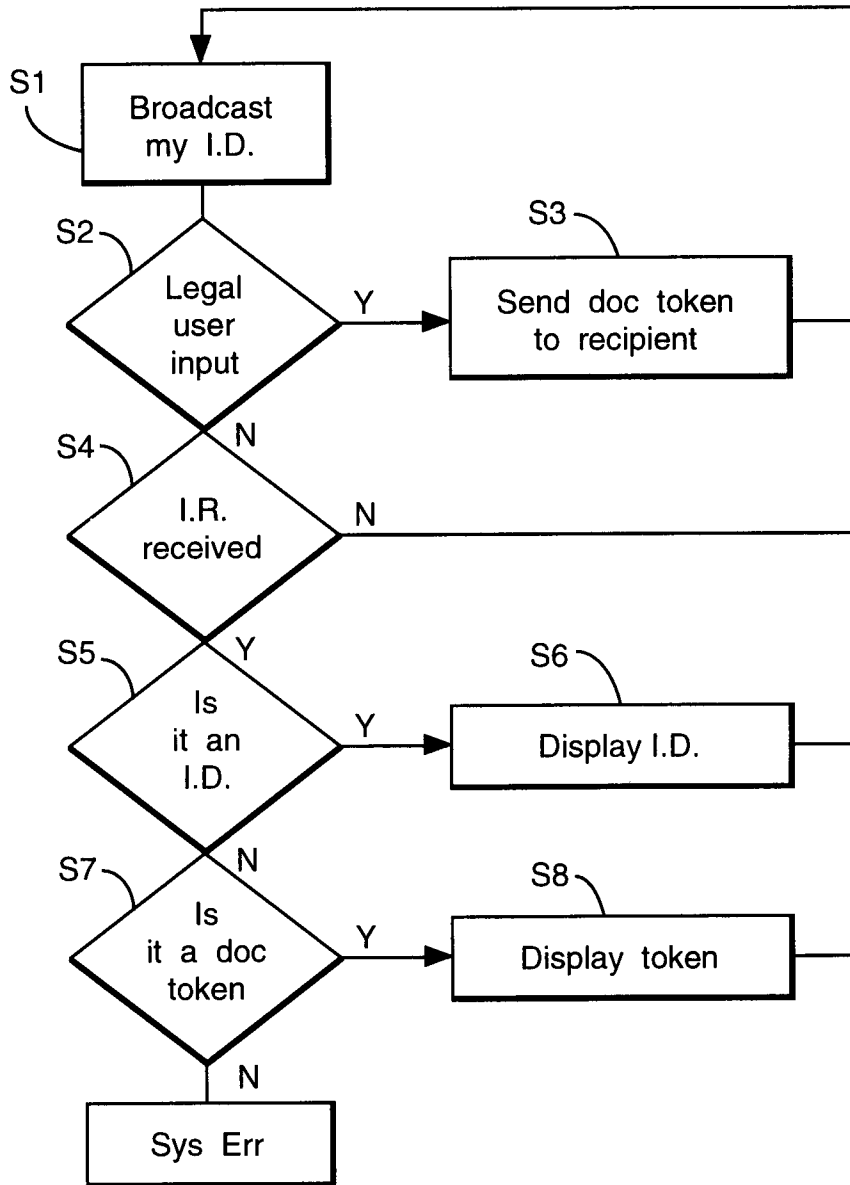 S1
Broadcast
my I.D.
S2
Legal
user
input
Y
S3
Send doc token
to recipient
N
S4
I.R.
received
N
Y
S5
Is
it an
I.D.
Y
S6
Display I.D.
N
S7
Is
it a doc
token
Y
S8
Display token
N
Sys Err